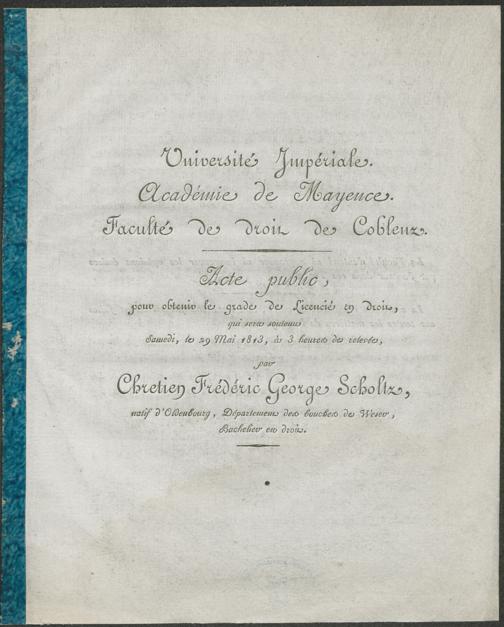 Université Impériale.
Académie de Mayence.
Faculté de droit de Coblenz.
Acte public,
pour obtenir le grade de Licencié en Droit,
qui sera soutenu
Samedi, le 29 Mai 1813, à 3 heures de relevée,
par
Chretien Fréderic George Scholtz,
natif d'Oldenbourg, Département des bouches du Weser,
Bachelier en droit.